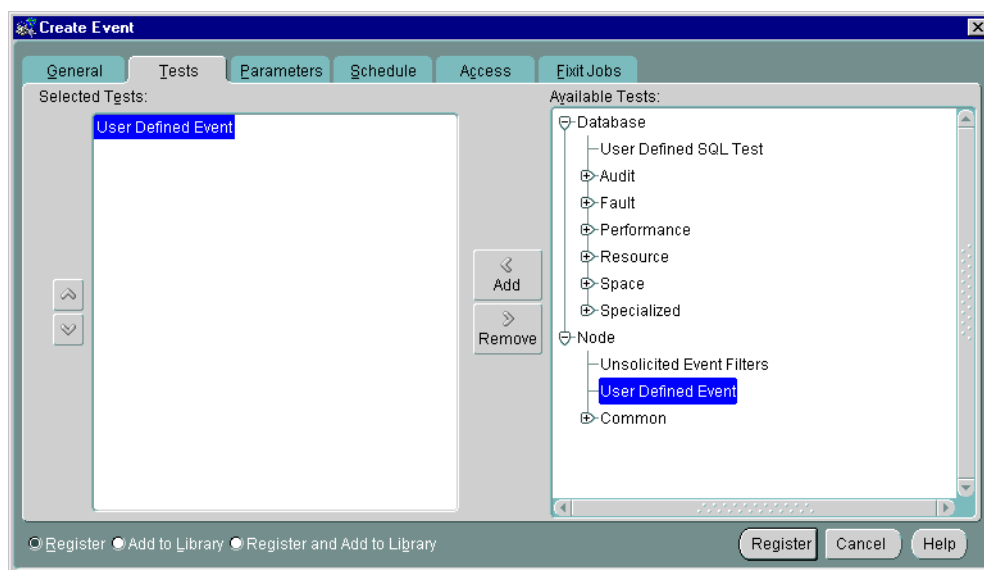 Create Event
General Tests Parameters Schedule Access Fixit Jobs
Selected Tests:
User Defined Event
Add
Remove
Available Tests:
Database
User Defined SQL Test
Audit
Fault
Performance
Resource
Space
Specialized
Node
Unsolicited Event Filters
User Defined Event
Common
Register Add to Library Register and Add to Library
Register Cancel Help